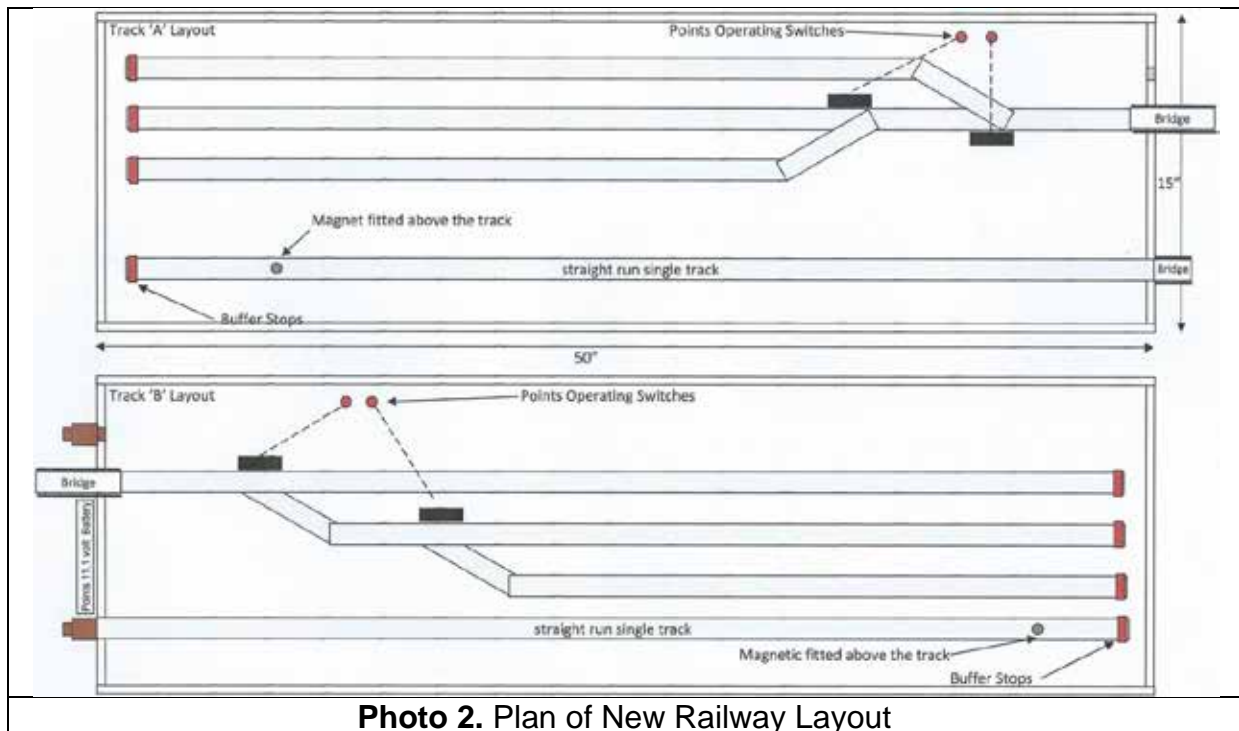 Track 'A' Layout
Points Operating Switches
Bridge
15"
Magnet fitted above the track
straight run single track
Bridge
Buffer Stops
50"
Track 'B' Layout
Points Operating Switches
Bridge
Points 11.1 volt Battery
straight run single track
Magnetic fitted above the track
Buffer Stops
Photo 2. Plan of New Railway Layout